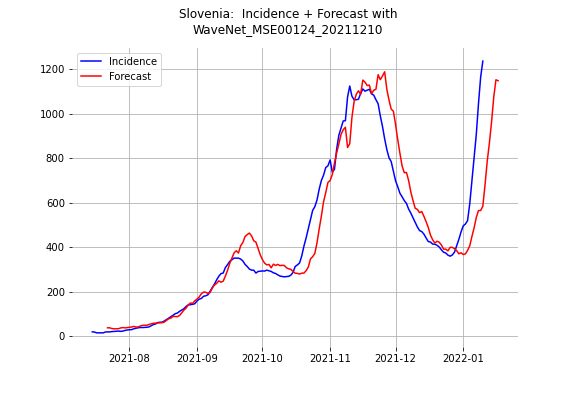 Slovenia:  Incidence + Forecast with
WaveNet_MSE00124_20211210
Incidence
Forecast
1200
1000
800
600
400
200
0
2021-08 2021-09 2021-10 2021-11 2021-12 2022-01